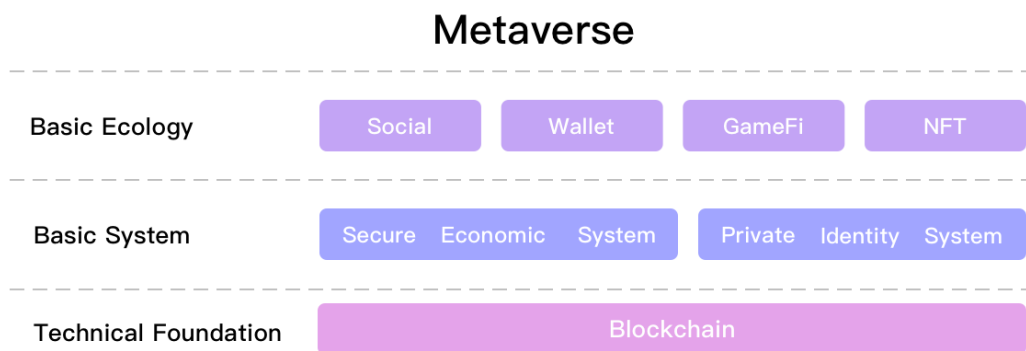 Metaverse
Basic Ecology Social Wallet GameFi NFT
Basic System Secure Economic System Private Identity System
Technical Foundation Blockchain